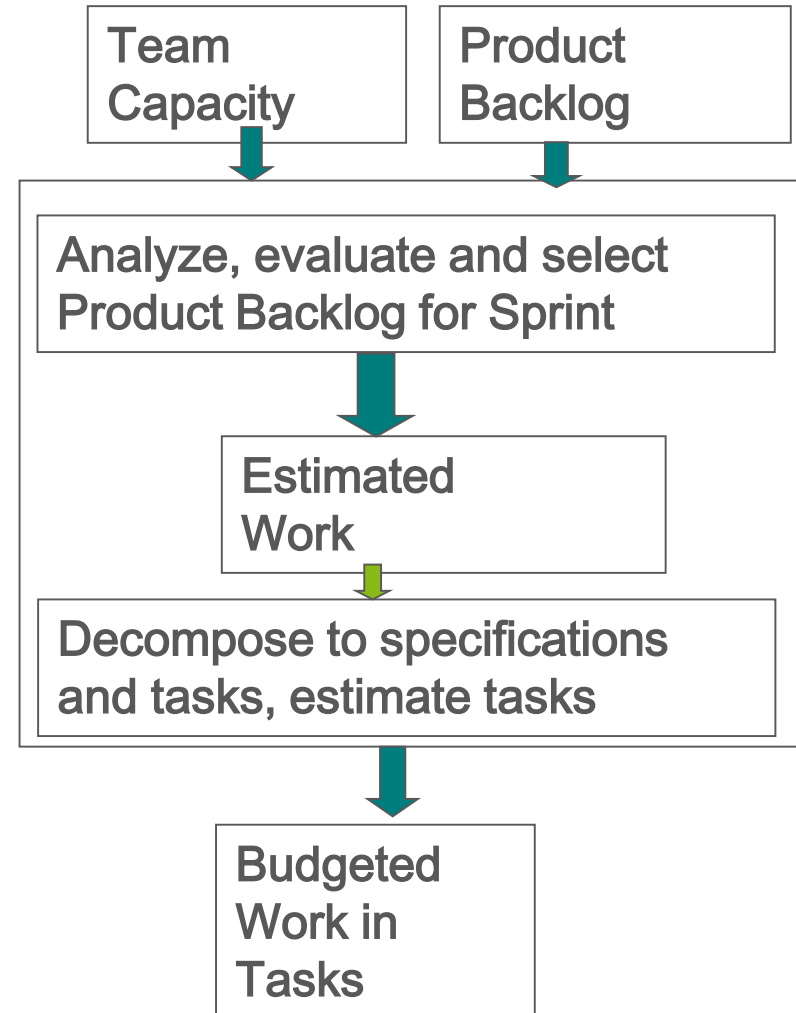 Team
Capacity
Product
Backlog
Analyze, evaluate and select
Product Backlog for Sprint
Estimated
Work
Decompose to specifications
and tasks, estimate tasks
Budgeted
Work in
Tasks